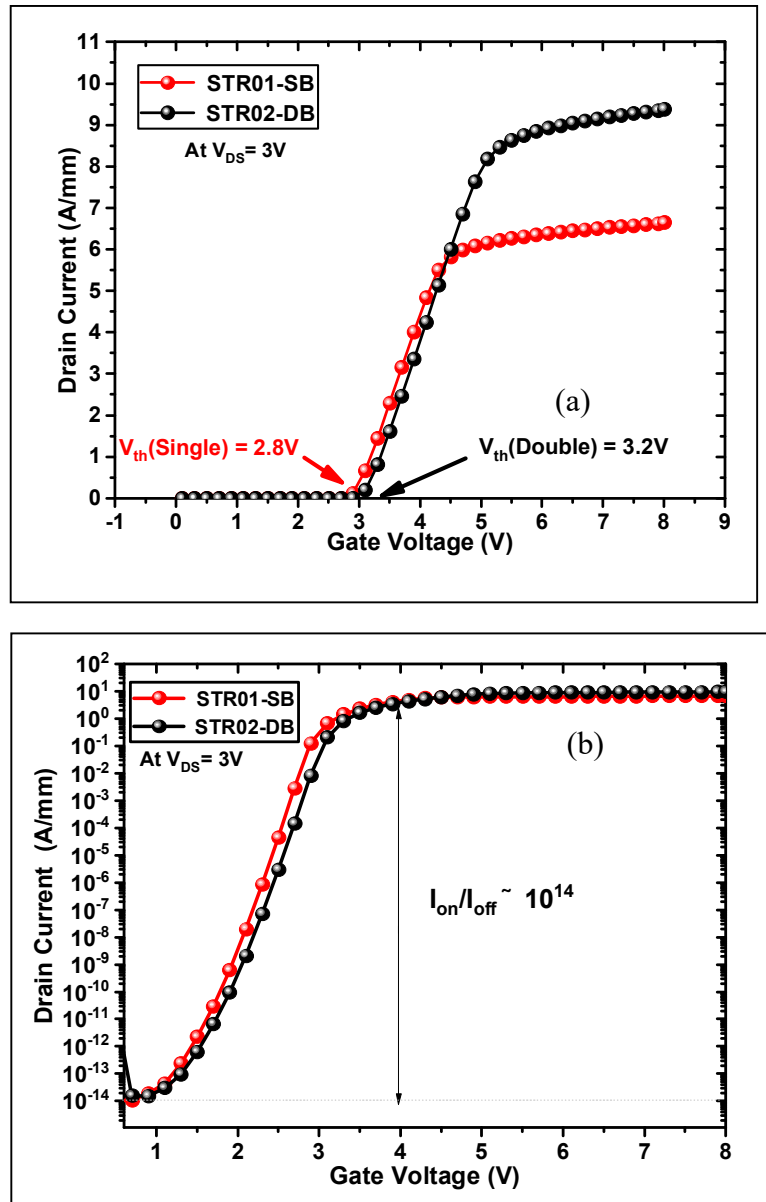 11
10
9
8
7
6
5
4
3
2
1
0
Drain Current (A/mm)
STR01-SB
STR02-DB
At V_DS= 3V
(a)
V_th(Single) = 2.8V
V_th(Double) = 3.2V
-1 0 1 2 3 4 5 6 7 8 9
Gate Voltage (V)
10^2
10^1
10^0
10^-1
10^-2
10^-3
10^-4
10^-5
10^-6
10^-7
10^-8
10^-9
10^-10
10^-11
10^-12
10^-13
10^-14
Drain Current (A/mm)
STR01-SB
STR02-DB
At V_DS= 3V
(b)
I_on/I_off ~ 10^14
1 2 3 4 5 6 7 8
Gate Voltage (V)